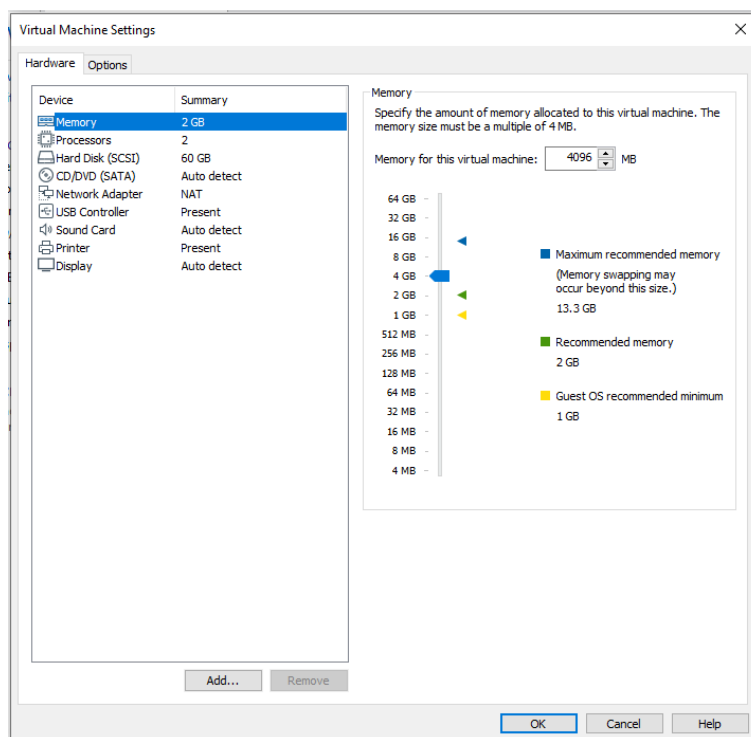 Virtual Machine Settings
Hardware Options
Device Summary
Memory 2 GB
Processors 2
Hard Disk (SCSI) 60 GB
CD/DVD (SATA) Auto detect
Network Adapter NAT
USB Controller Present
Sound Card Auto detect
Printer Present
Display Auto detect
Add...
Remove
Memory
Specify the amount of memory allocated to this virtual machine. The
memory size must be a multiple of 4 MB.
Memory for this virtual machine: 4096 MB
64 GB
32 GB
16 GB
8 GB
4 GB
2 GB
1 GB
512 MB
256 MB
128 MB
64 MB
32 MB
16 MB
8 MB
4 MB
Maximum recommended memory
(Memory swapping may
occur beyond this size.)
13.3 GB
Recommended memory
2 GB
Guest OS recommended minimum
1 GB
OK Cancel Help